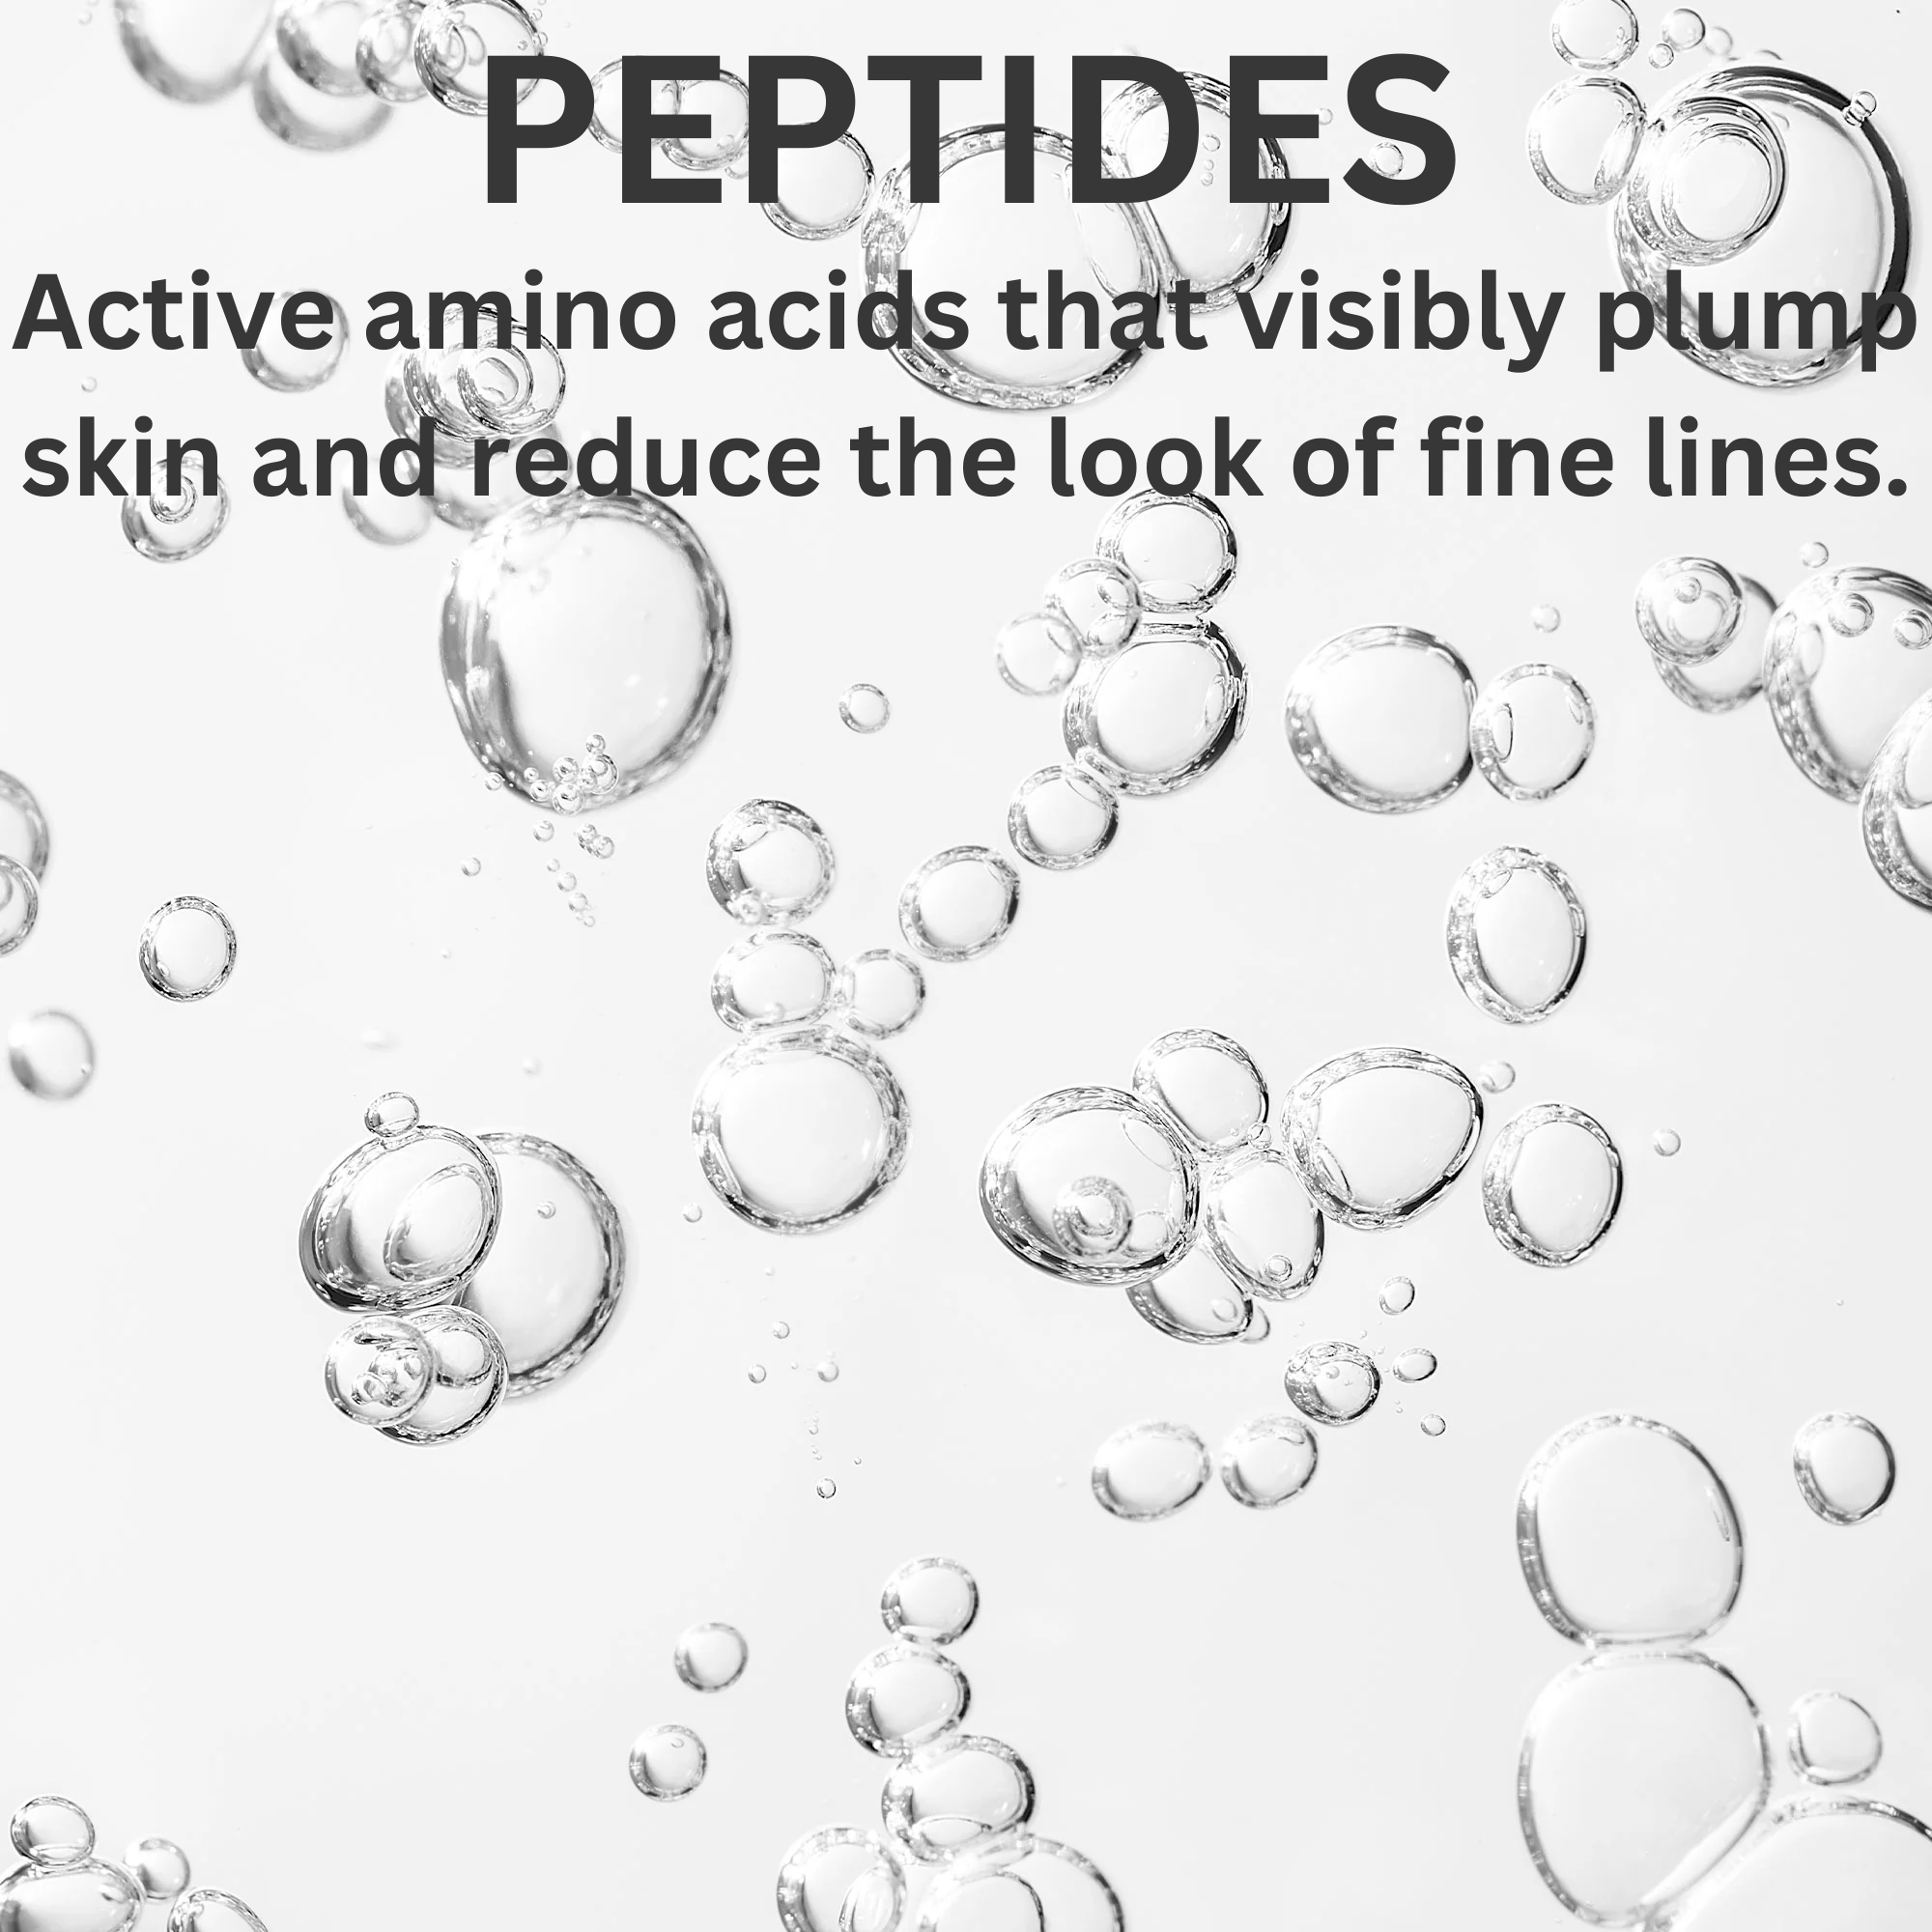 PEPTIDES
Active amino acids that visibly plump
skin and reduce the look of fine lines.